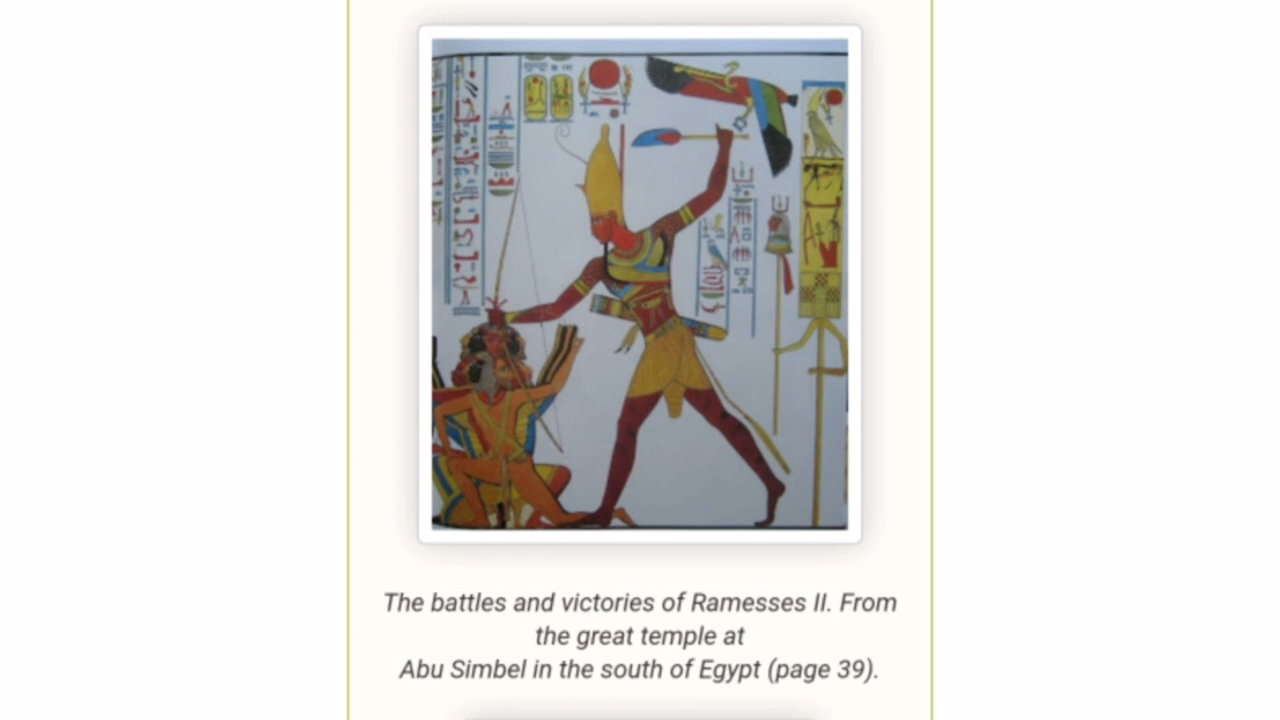 The battles and victories of Ramesses II. From
the great temple at
Abu Simbel in the south of Egypt (page 39).